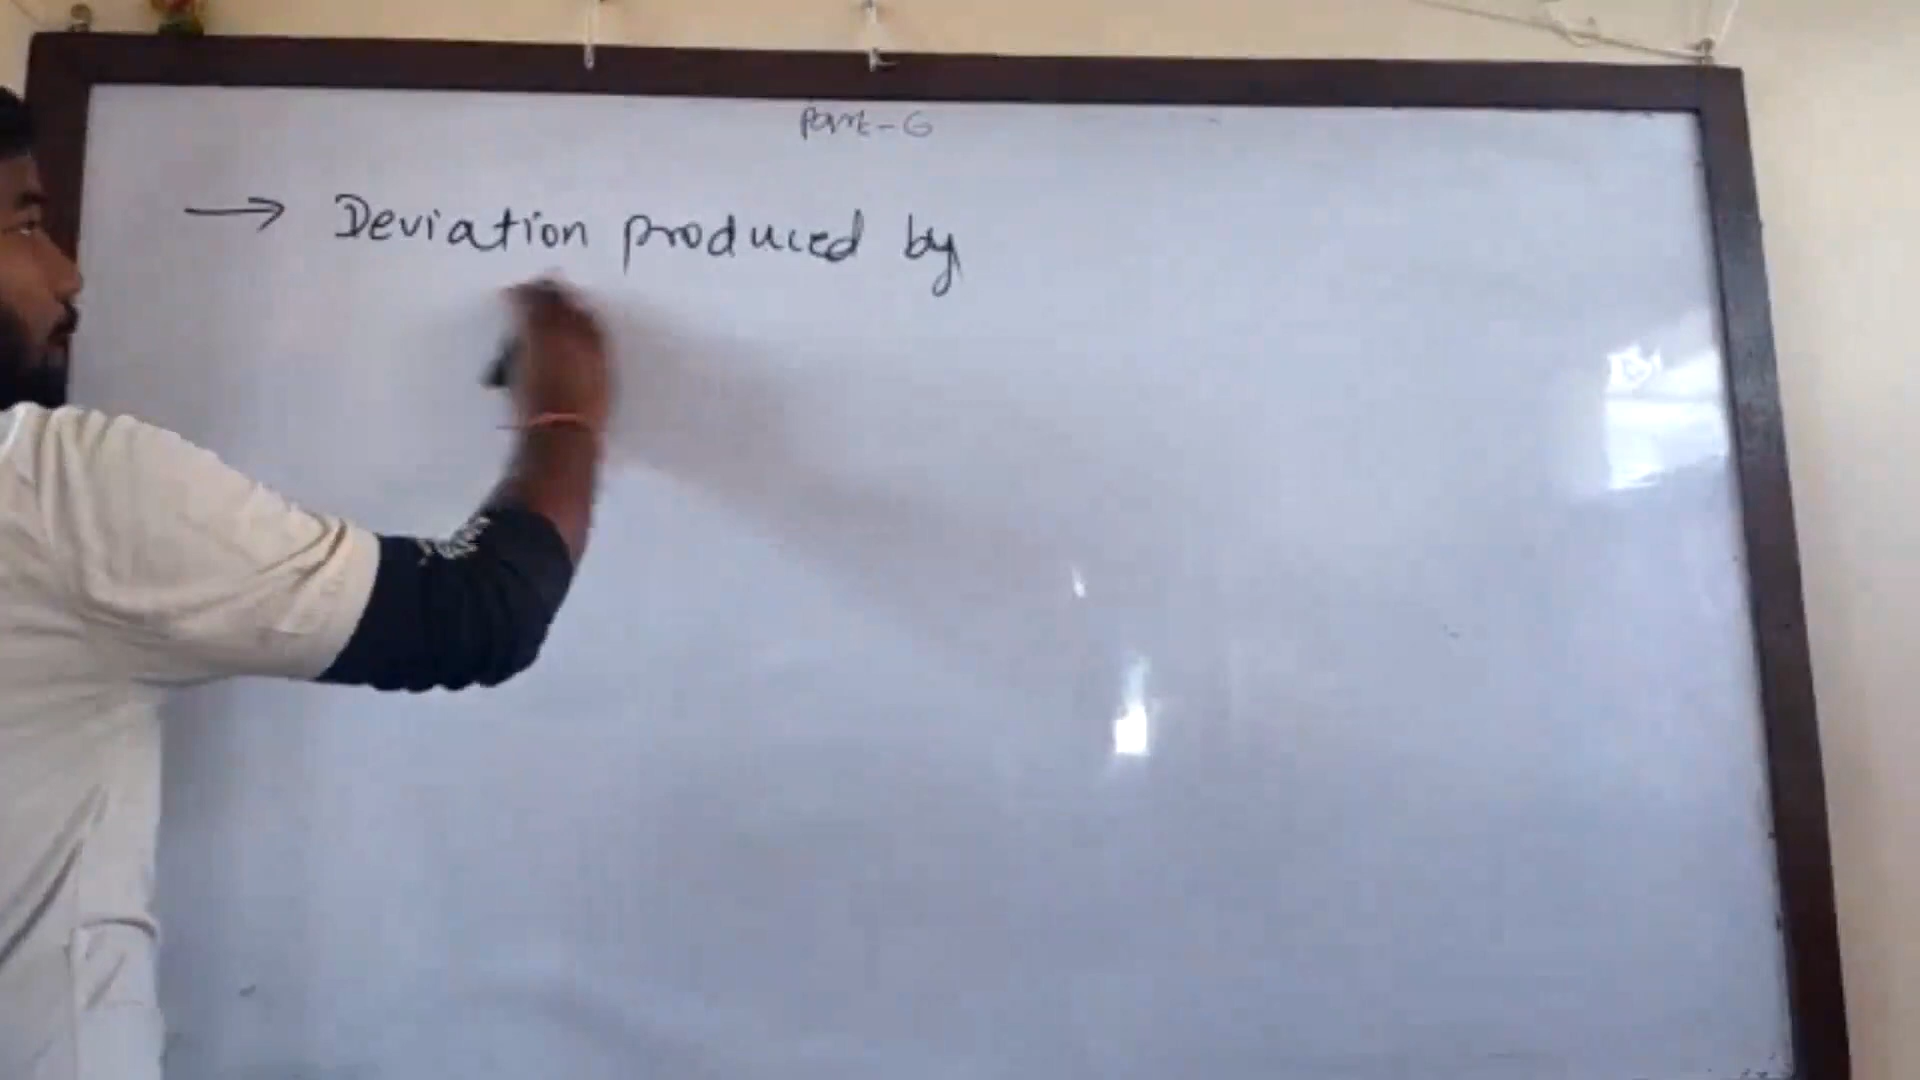 Part-6
→ Deviation produced by